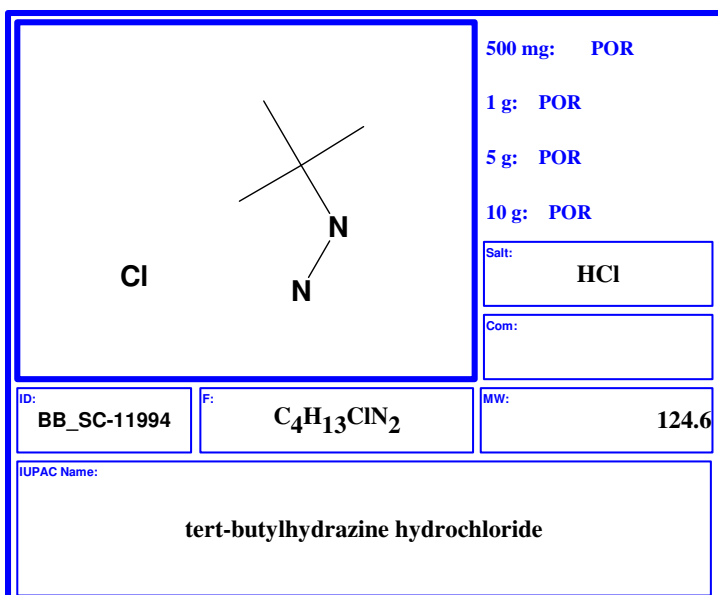 500 mg: POR
1 g: POR
5 g: POR
10 g: POR
N
Cl
N
Salt:
HCl
Com:
ID:
BB_SC-11994
F:
C4H13ClN2
MW:
124.6
IUPAC Name:
tert-butylhydrazine hydrochloride